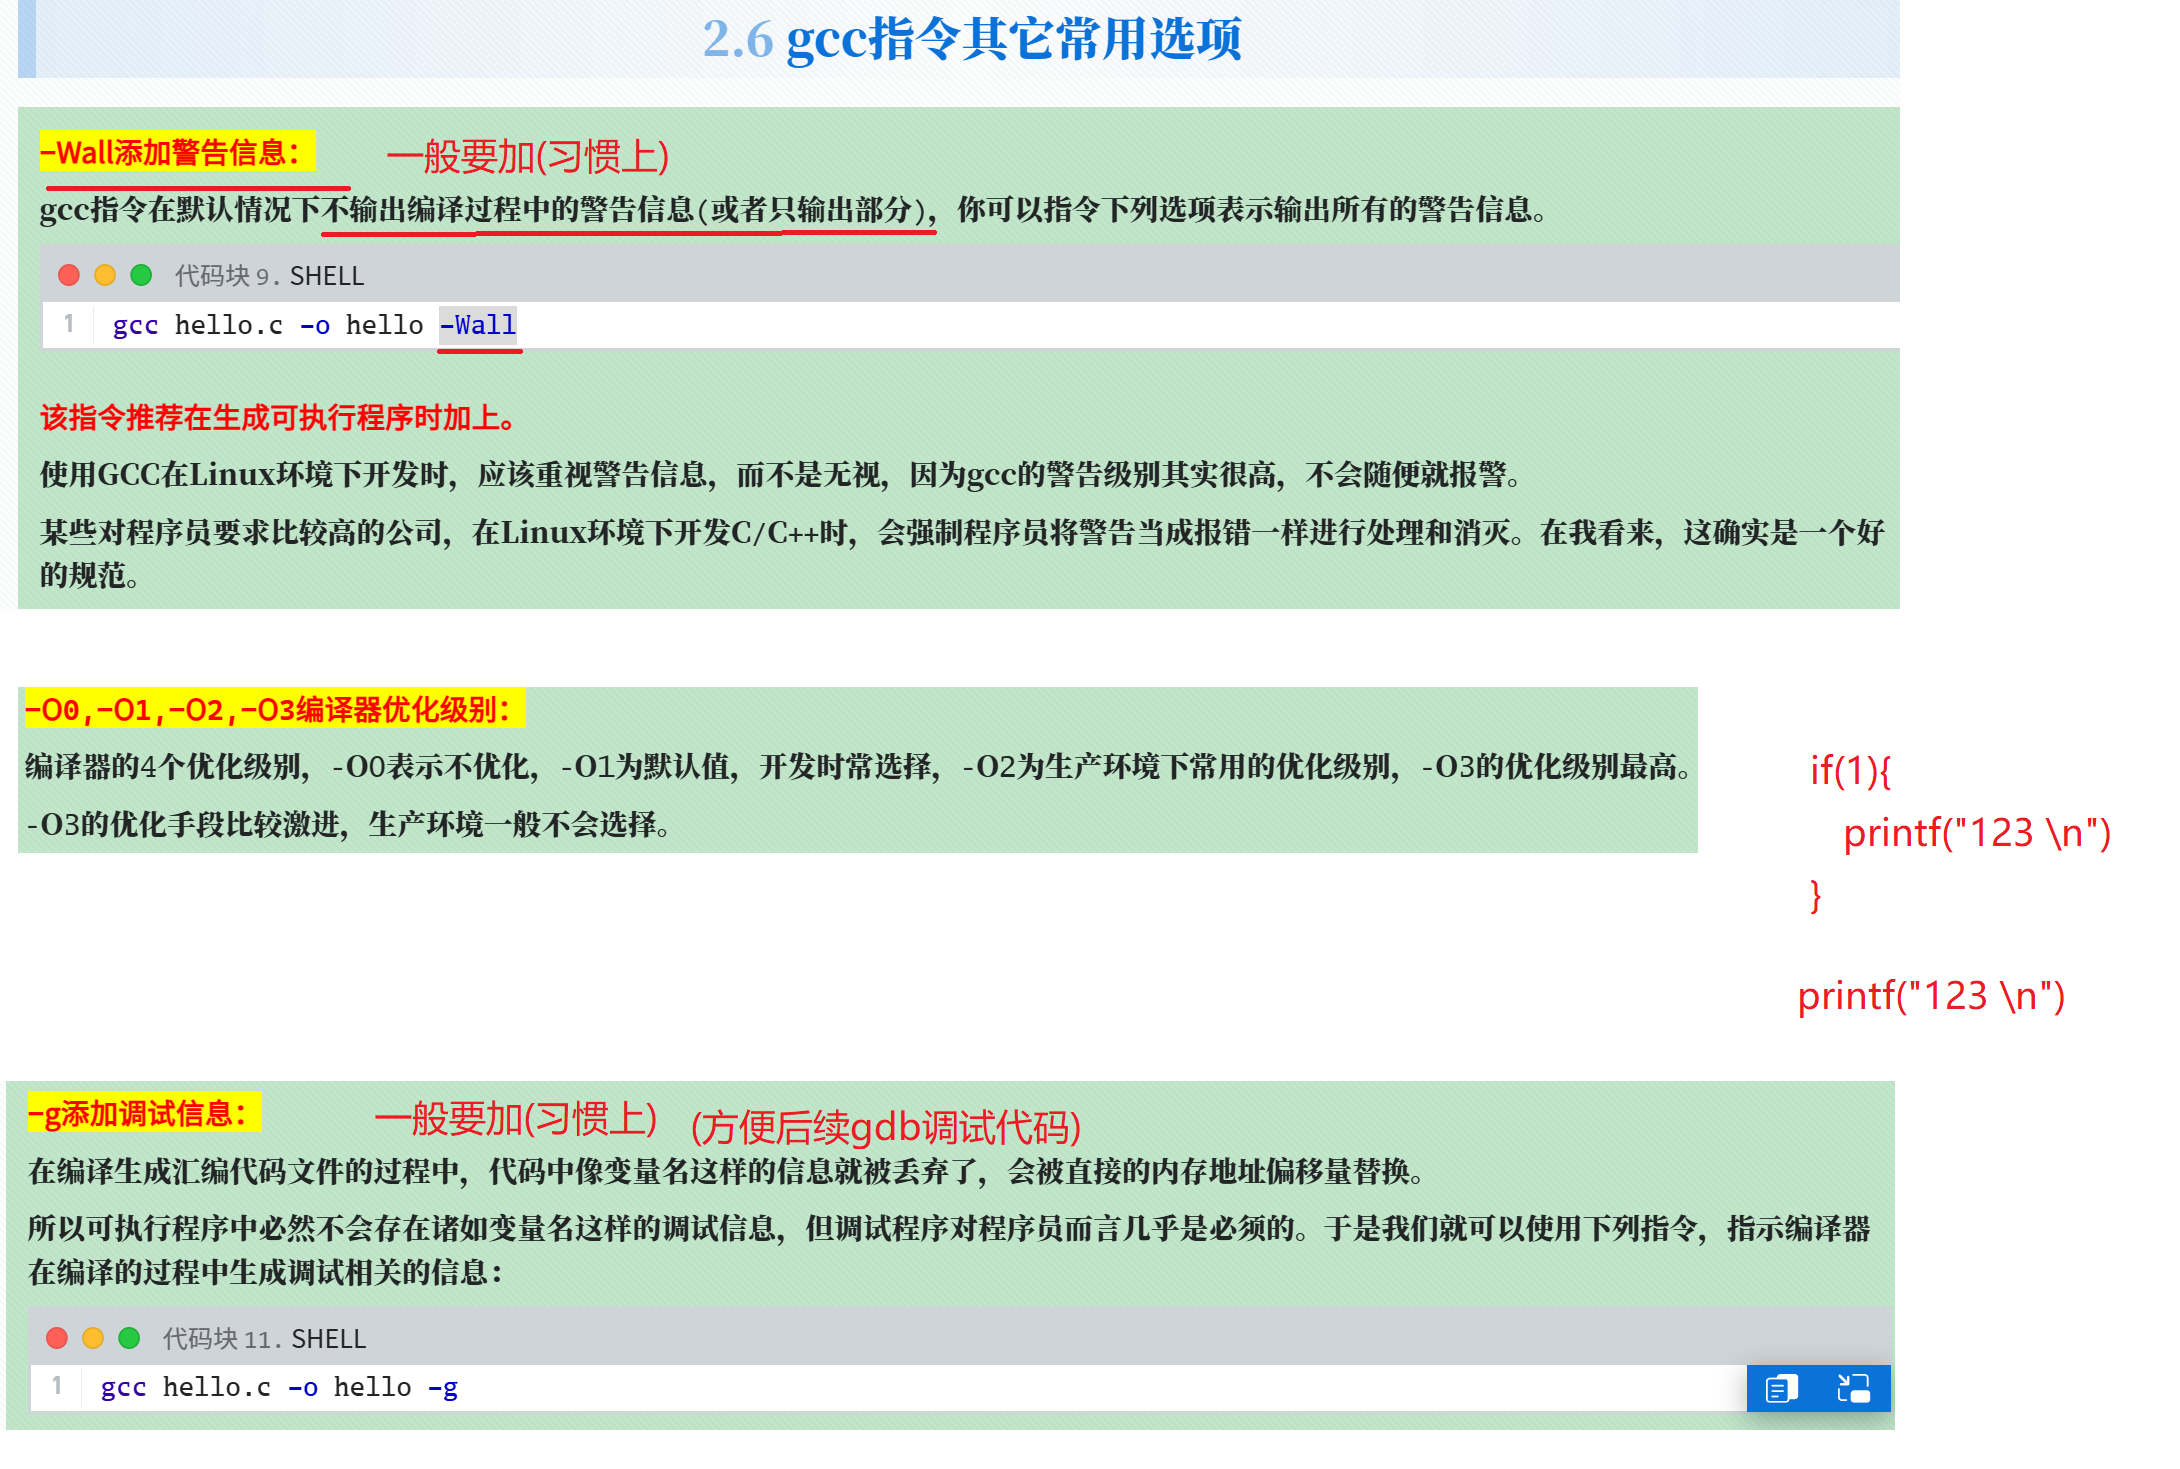 2.6 gcc指令其它常用选项
-Wall添加警告信息： 一般要加(习惯上)
gcc指令在默认情况下不输出编译过程中的警告信息(或者只输出部分)，你可以指令下列选项表示输出所有的警告信息。
代码块 9. SHELL
1 gcc hello.c -o hello -Wall
该指令推荐在生成可执行程序时加上。
使用GCC在Linux环境下开发时，应该重视警告信息，而不是无视，因为gcc的警告级别其实很高，不会随便就报警。
某些对程序员要求比较高的公司，在Linux环境下开发C/C++时，会强制程序员将警告当成报错一样进行处理和消灭。在我看来，这确实是一个好
的规范。
-O0,-O1,-O2,-O3编译器优化级别：
编译器的4个优化级别，-O0表示不优化，-O1为默认值，开发时常选择，-O2为生产环境下常用的优化级别，-O3的优化级别最高。
-O3的优化手段比较激进，生产环境一般不会选择。
if(1){
printf("123 \n")
}
printf("123 \n")
-g添加调试信息： 一般要加(习惯上) (方便后续gdb调试代码)
在编译生成汇编代码文件的过程中，代码中像变量名这样的信息就被丢弃了，会被直接的内存地址偏移量替换。
所以可执行程序中必然不会存在诸如变量名这样的调试信息，但调试程序对程序员而言几乎是必须的。于是我们就可以使用下列指令，指示编译器
在编译的过程中生成调试相关的信息：
代码块 11. SHELL
1 gcc hello.c -o hello -g